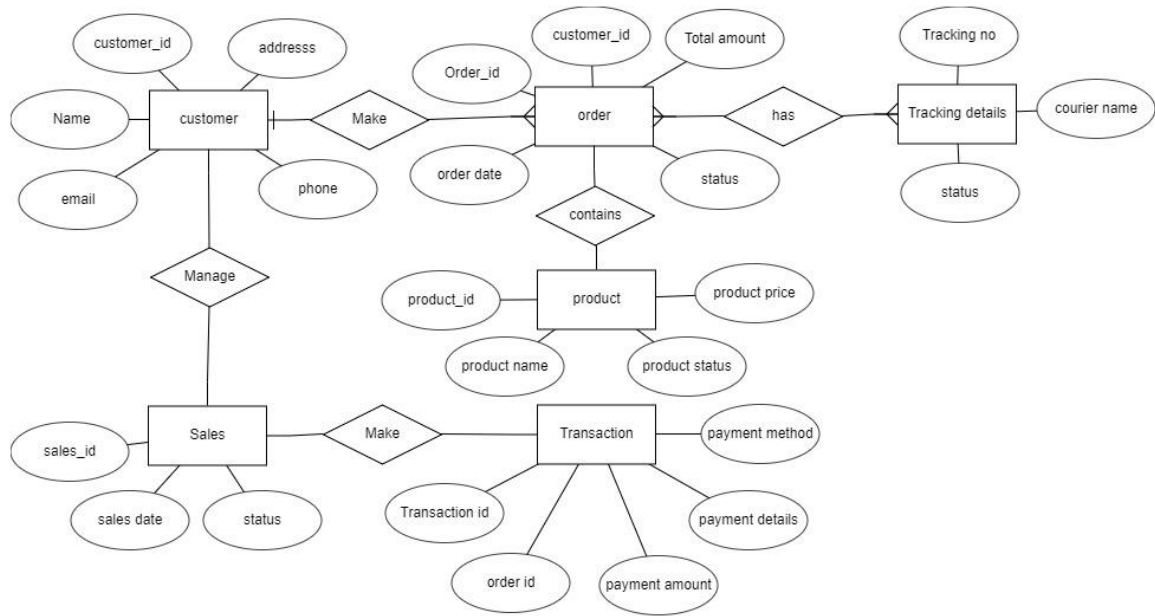 customer_id
addresss
Name
customer
email
phone
Make
customer_id
Total amount
Order_id
order
order date
status
has
Tracking no
Tracking details
courier name
status
contains
Manage
product_id
product
product price
product name
product status
Sales
sales_id
sales date
status
Make
Transaction
payment method
Transaction id
payment details
order id
payment amount